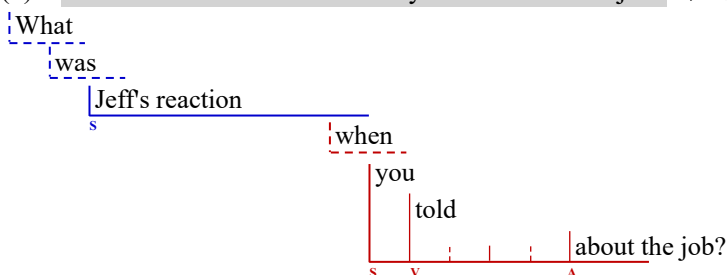 What
was
Jeff's reaction
S
when
you
told
about the job?
S V A